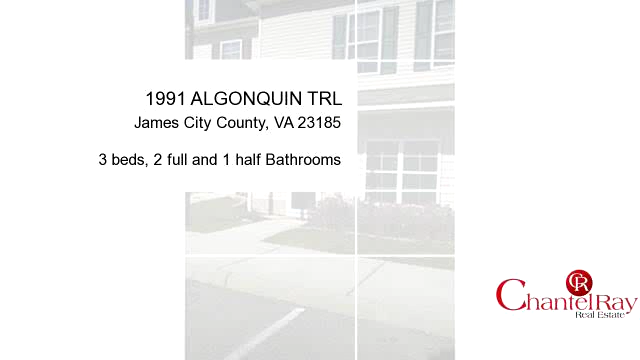 1991 ALGONQUIN TRL
James City County, VA 23185
3 beds, 2 full and 1 half Bathrooms
CR
ChantelRay
Real Estate